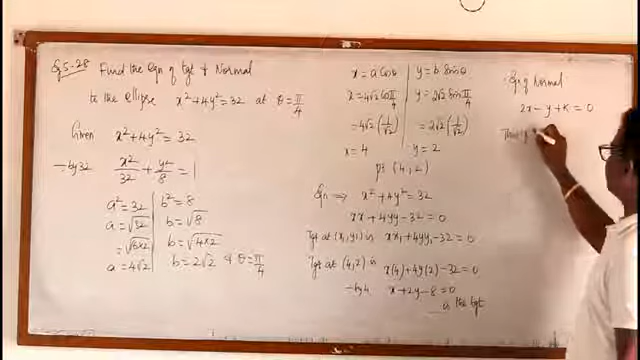 Eg 5.28 Find the Eqn of tgt & Normal
to the ellipse x²+4y²=32 at θ=π/4
Given x²+4y²=32
÷by 32 x²/32 + y²/8 = 1
a²=32 b²=8
a=√32 b=√8
=√(16×2) b=√(4×2)
a=4√2 b=2√2 & θ=π/4
x=a cosθ y=b sinθ
x=4√2 cos π/4 y=2√2 sin π/4
=4√2(1/√2) =2√2(1/√2)
x=4 y=2
pt (4,2)
Eqn ⇒ x²+4y²=32
xx+4yy-32=0
Tgt at (x₁,y₁) is xx₁+4yy₁-32=0
Tgt at (4,2) is x(4)+4y(2)-32=0
÷by 4 x+2y-8=0
is the tgt
Eqn of Normal
2x-y+k=0